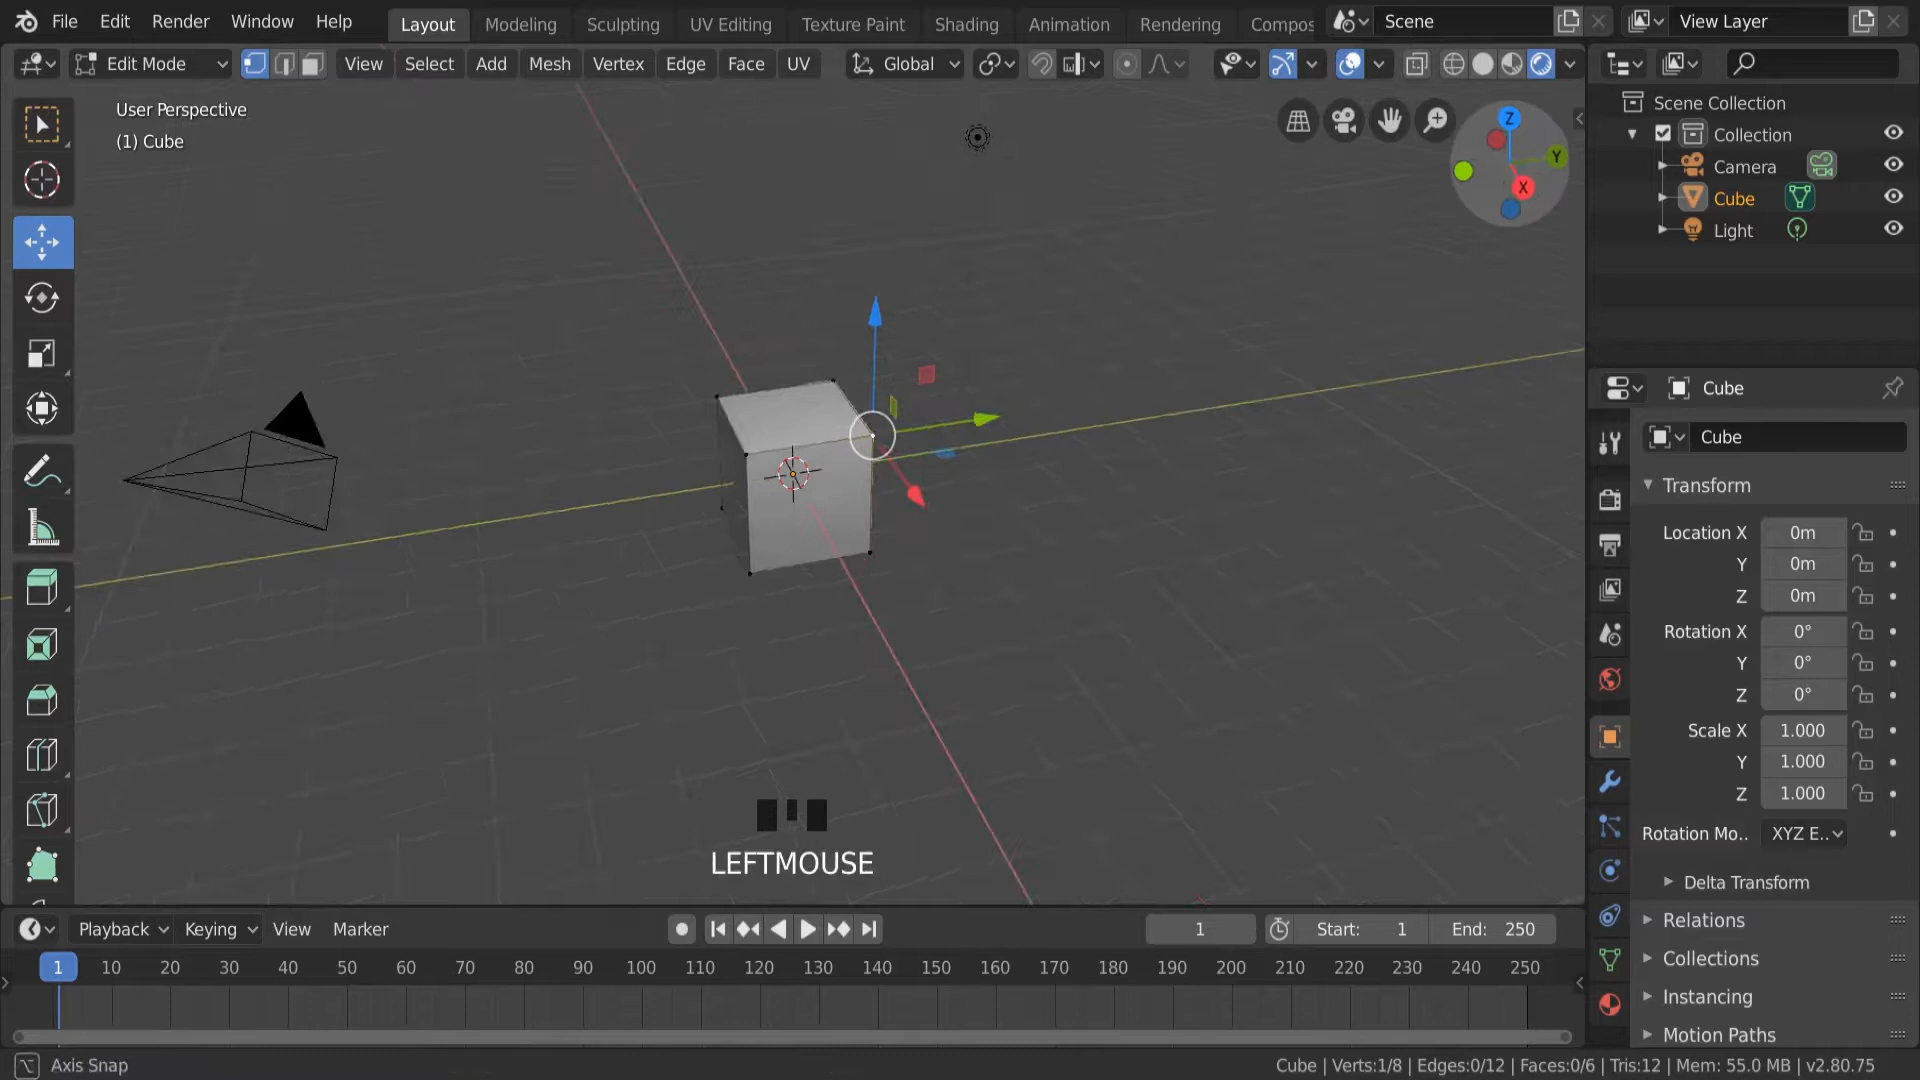 File Edit Render Window Help Layout Modeling Sculpting UV Editing Texture Paint Shading Animation Rendering Compos Scene View Layer
Edit Mode View Select Add Mesh Vertex Edge Face UV Global
User Perspective
(1) Cube
Z
Y
X
LEFTMOUSE
Scene Collection
Collection
Camera
Cube
Light
Cube
Cube
Transform
Location X 0m
Y 0m
Z 0m
Rotation X 0°
Y 0°
Z 0°
Scale X 1.000
Y 1.000
Z 1.000
Rotation Mo.. XYZ E..
Delta Transform
Relations
Collections
Instancing
Motion Paths
Playback Keying View Marker 1 Start: 1 End: 250
1 10 20 30 40 50 60 70 80 90 100 110 120 130 140 150 160 170 180 190 200 210 220 230 240 250
Axis Snap Cube | Verts:1/8 | Edges:0/12 | Faces:0/6 | Tris:12 | Mem: 55.0 MB | v2.80.75